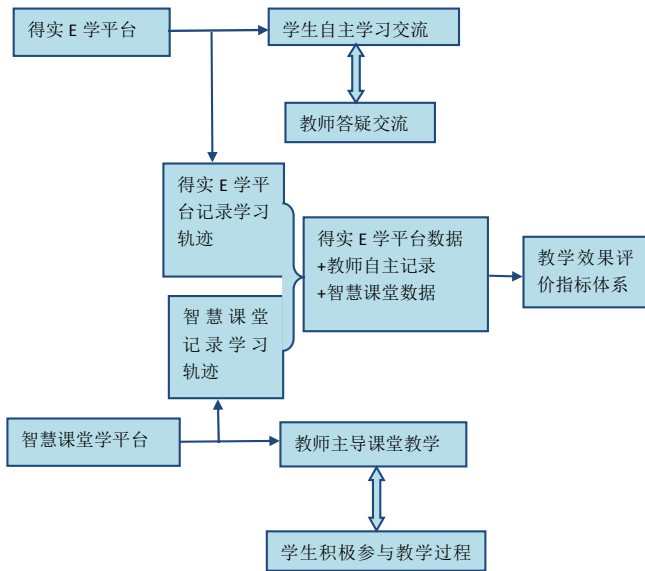 得实 E 学平台
学生自主学习交流
教师答疑交流
得实 E 学平
台记录学习
轨迹
得实 E 学平台数据
+教师自主记录
+智慧课堂数据
教学效果评
价指标体系
智慧课堂
记录学习
轨迹
智慧课堂学平台
教师主导课堂教学
学生积极参与教学过程